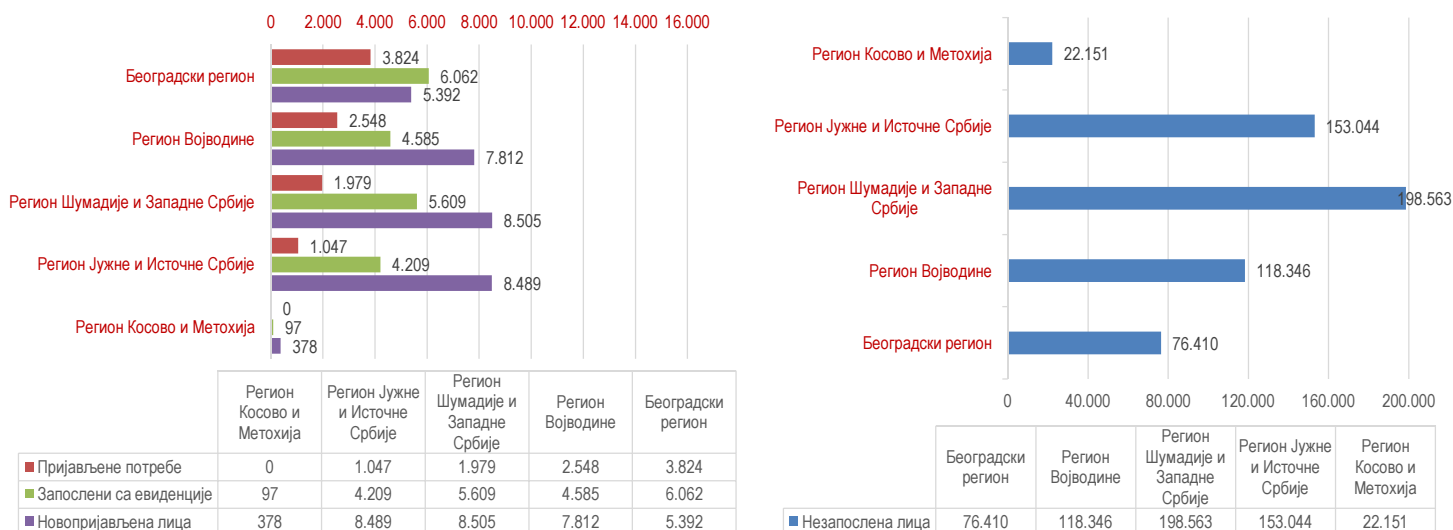 0 2.000 4.000 6.000 8.000 10.000 12.000 14.000 16.000
Београдски регион
3.824
6.062
5.392
Регион Војводине
2.548
4.585
7.812
Регион Шумадије и Западне Србије
1.979
5.609
8.505
Регион Јужне и Источне Србије
1.047
4.209
8.489
Регион Косово и Метохија
0
97
378
Регион
Косово и
Метохија
Регион Јужне
и Источне
Србије
Регион
Шумадије и
Западне
Србије
Регион
Војводине
Београдски
регион
Пријављене потребе 0 1.047 1.979 2.548 3.824
Запослени са евиденције 97 4.209 5.609 4.585 6.062
Новопријављена лица 378 8.489 8.505 7.812 5.392
Регион Косово и Метохија 22.151
Регион Јужне и Источне Србије 153.044
Регион Шумадије и Западне
Србије
198.563
Регион Војводине 118.346
Београдски регион 76.410
0 40.000 80.000 120.000 160.000 200.000
Београдски
регион
Регион
Војводине
Регион
Шумадије и
Западне
Србије
Регион Јужне
и Источне
Србије
Регион
Косово и
Метохија
Незапослена лица 76.410 118.346 198.563 153.044 22.151